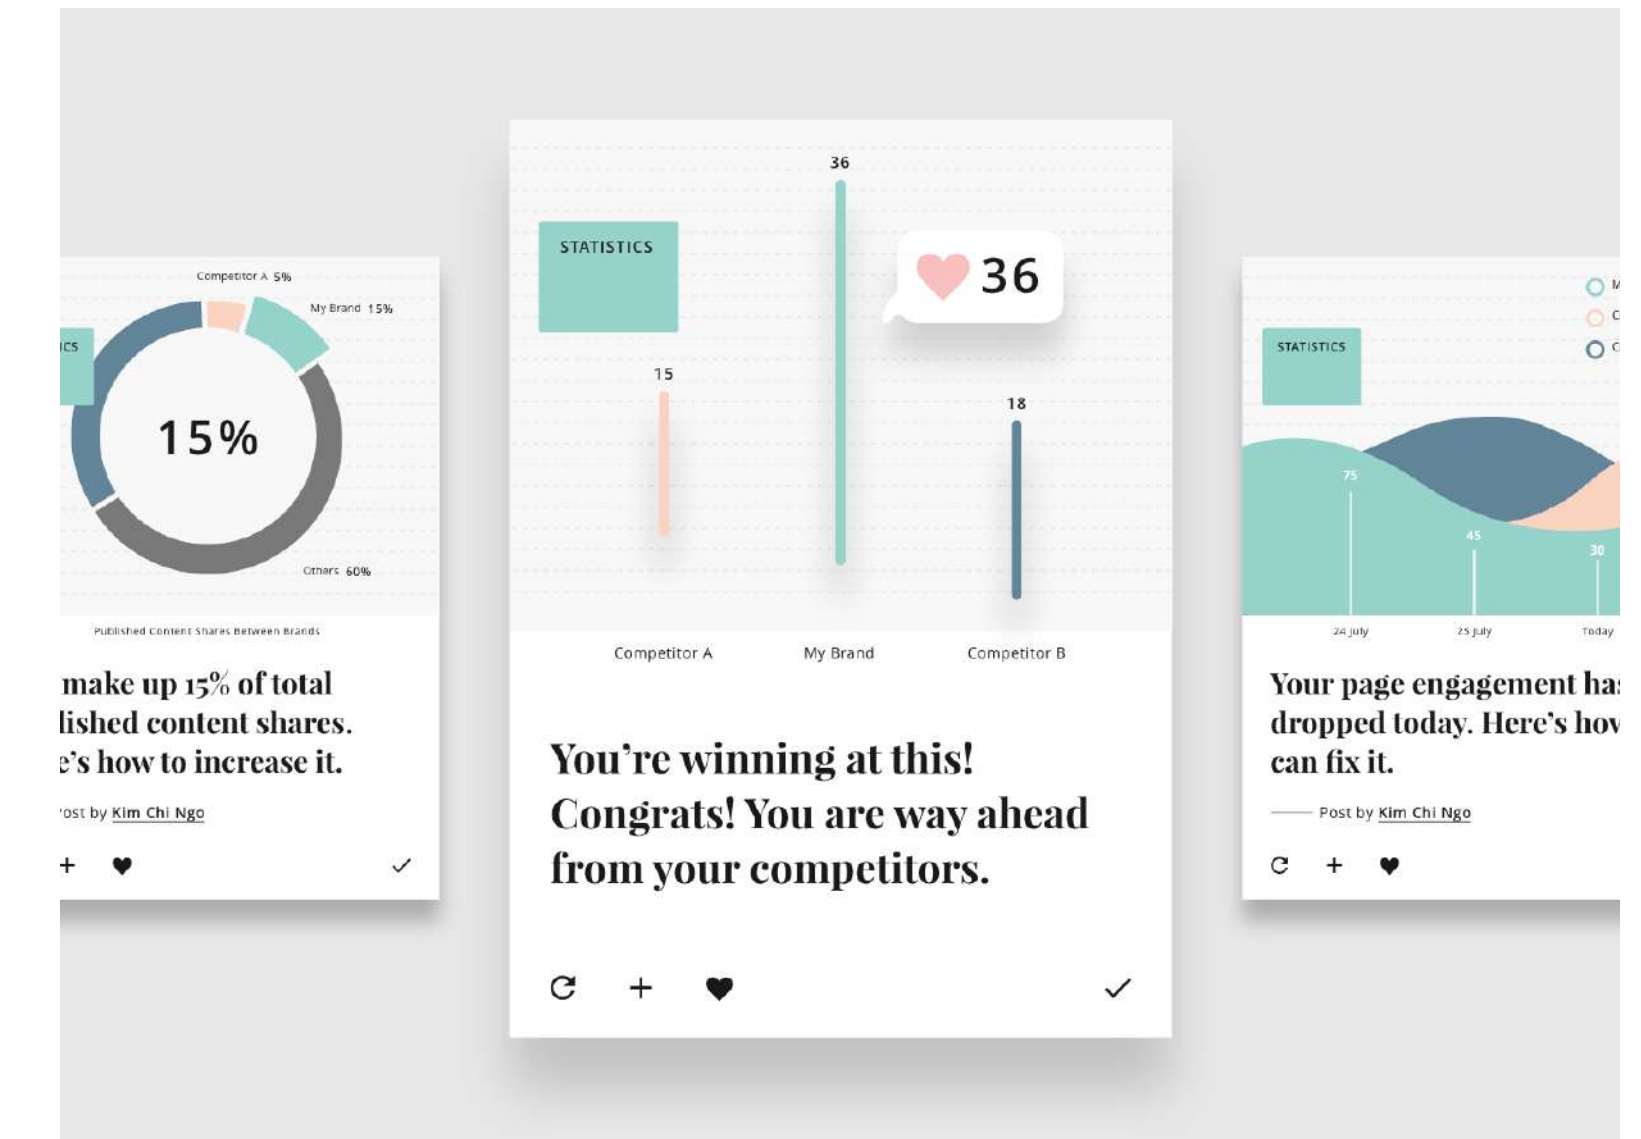 Competitor A 5%
My Brand 15%
ICS
15%
Others 60%
Published Content Shares Between Brands
make up 15% of total
lished content shares.
e's how to increase it.
ost by Kim Chi Ngo
36
STATISTICS
36
15
18
Competitor A
My Brand
Competitor B
You're winning at this!
Congrats! You are way ahead
from your competitors.
M
C
C
STATISTICS
75
45
30
24 July
25 July
Today
Your page engagement has
dropped today. Here's how
can fix it.
Post by Kim Chi Ngo